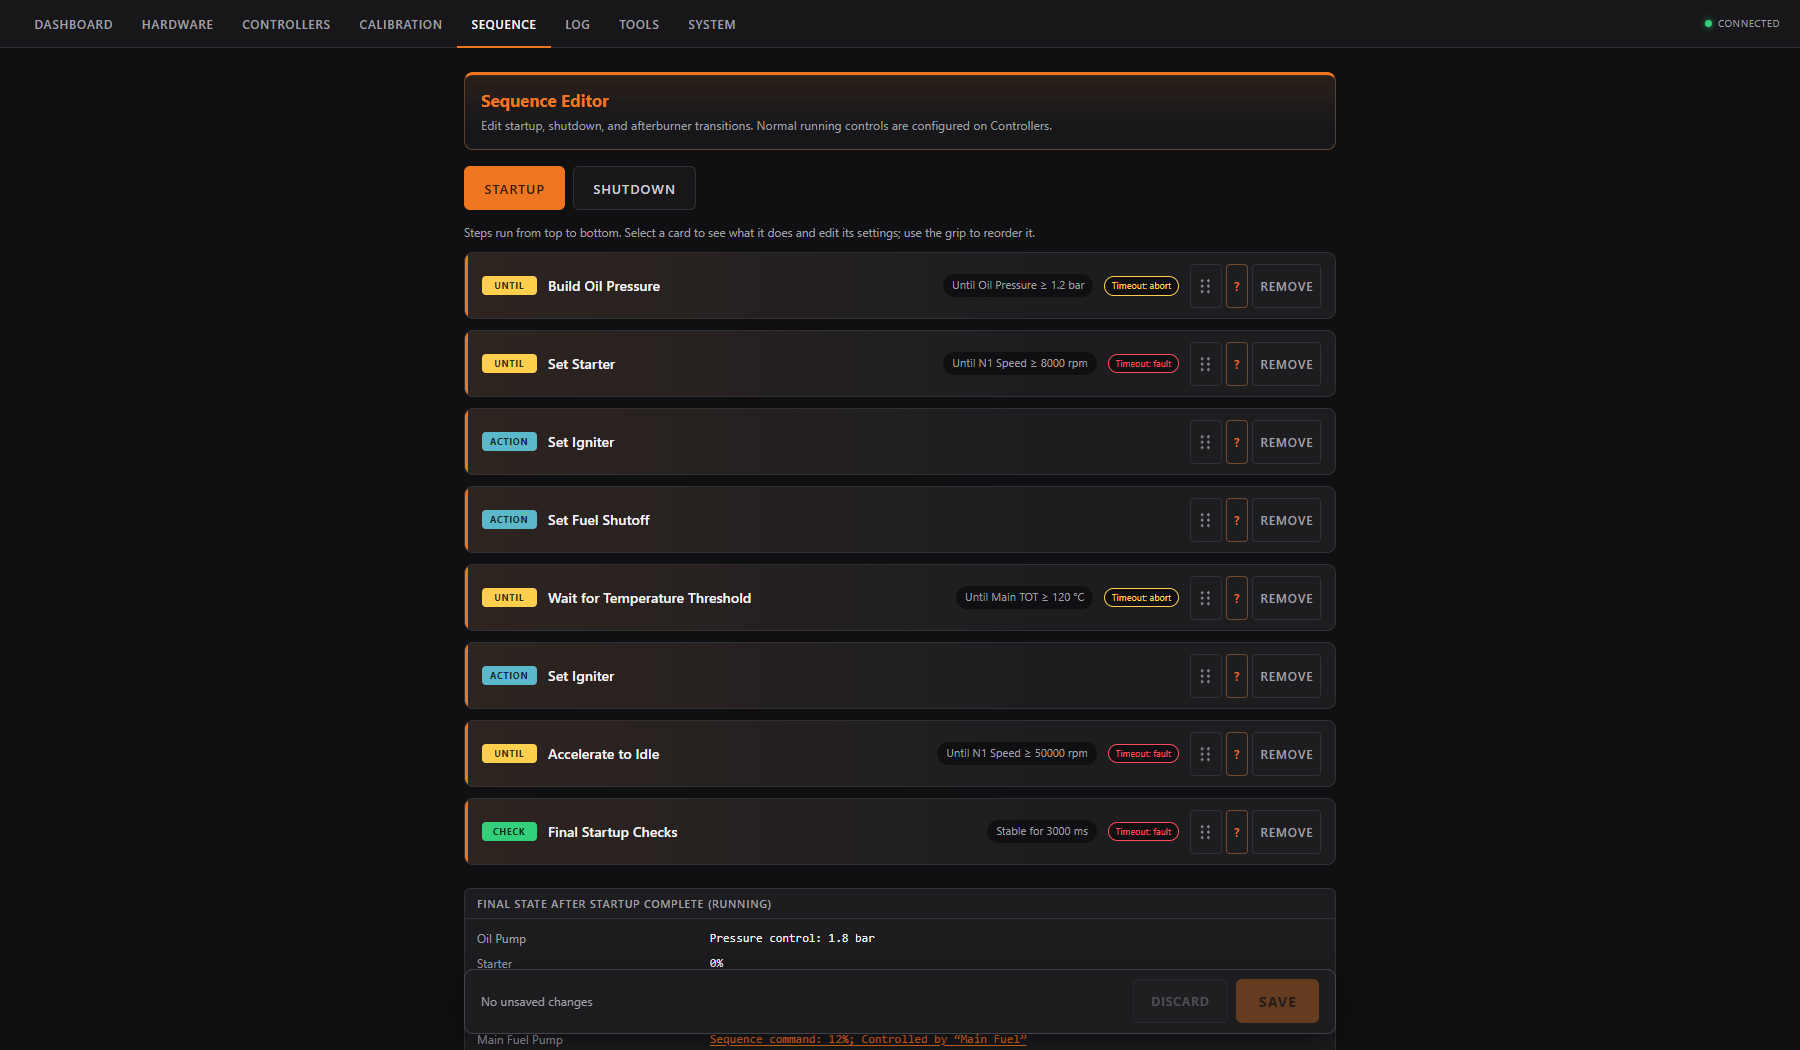 DASHBOARD HARDWARE CONTROLLERS CALIBRATION SEQUENCE LOG TOOLS SYSTEM CONNECTED
Sequence Editor
Edit startup, shutdown, and afterburner transitions. Normal running controls are configured on Controllers.
STARTUP SHUTDOWN
Steps run from top to bottom. Select a card to see what it does and edit its settings; use the grip to reorder it.
UNTIL Build Oil Pressure Until Oil Pressure ≥ 1.2 bar Timeout: abort ? REMOVE
UNTIL Set Starter Until N1 Speed ≥ 8000 rpm Timeout: fault ? REMOVE
ACTION Set Igniter ? REMOVE
ACTION Set Fuel Shutoff ? REMOVE
UNTIL Wait for Temperature Threshold Until Main TOT ≥ 120 °C Timeout: abort ? REMOVE
ACTION Set Igniter ? REMOVE
UNTIL Accelerate to Idle Until N1 Speed ≥ 50000 rpm Timeout: fault ? REMOVE
CHECK Final Startup Checks Stable for 3000 ms Timeout: fault ? REMOVE
FINAL STATE AFTER STARTUP COMPLETE (RUNNING)
Oil Pump Pressure control: 1.8 bar
Starter 0%
No unsaved changes DISCARD SAVE
Main Fuel Pump Sequence command: 12%; Controlled by “Main Fuel”